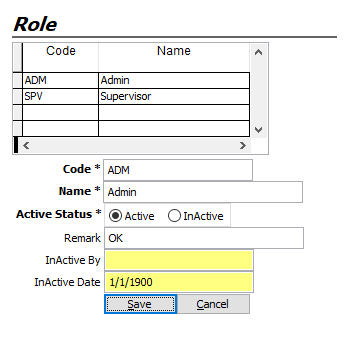 Role
Code Name
ADM Admin
SPV Supervisor
Code * ADM
Name * Admin
Active Status * Active InActive
Remark OK
InActive By
InActive Date 1/1/1900
Save Cancel